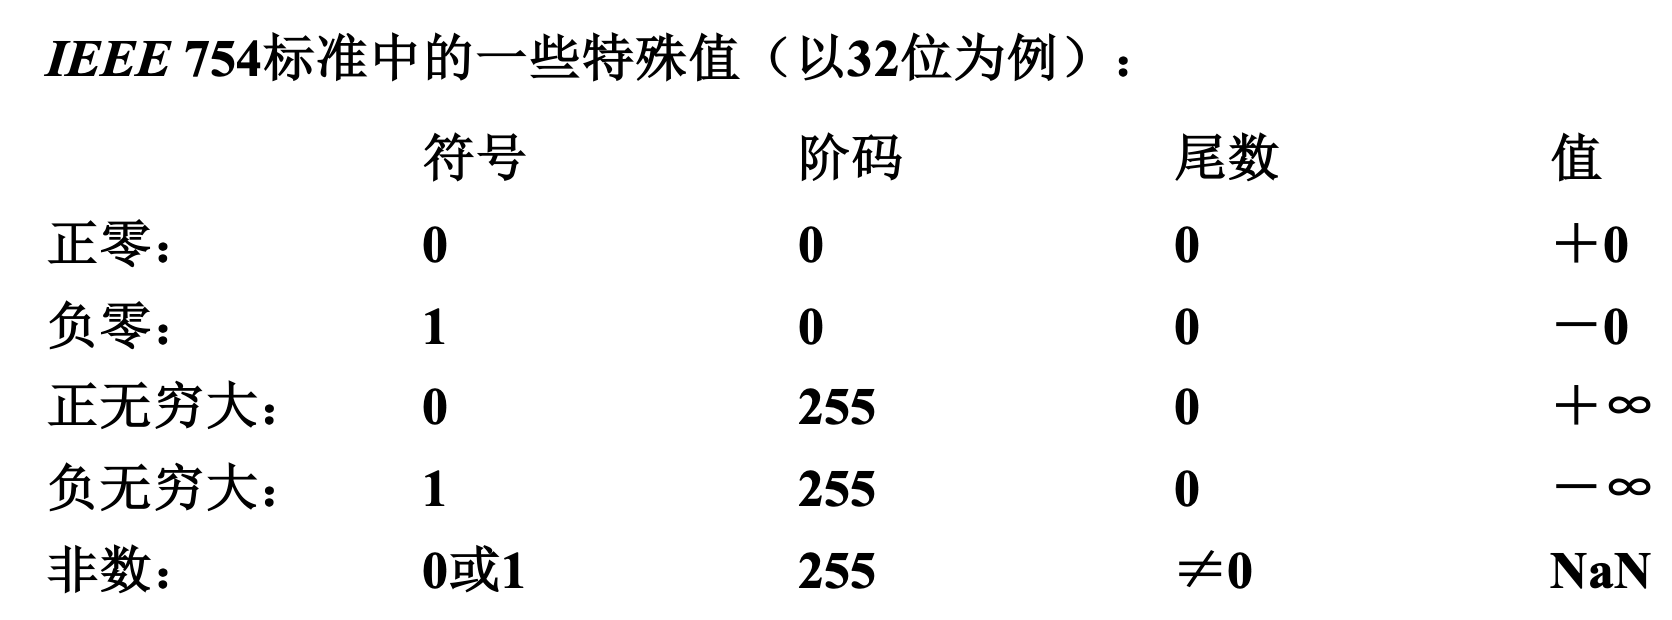 IEEE 754标准中的一些特殊值（以32位为例）：
符号 阶码 尾数 值
正零： 0 0 0 ＋0
负零： 1 0 0 －0
正无穷大： 0 255 0 ＋∞
负无穷大： 1 255 0 －∞
非数： 0或1 255 ≠0 NaN